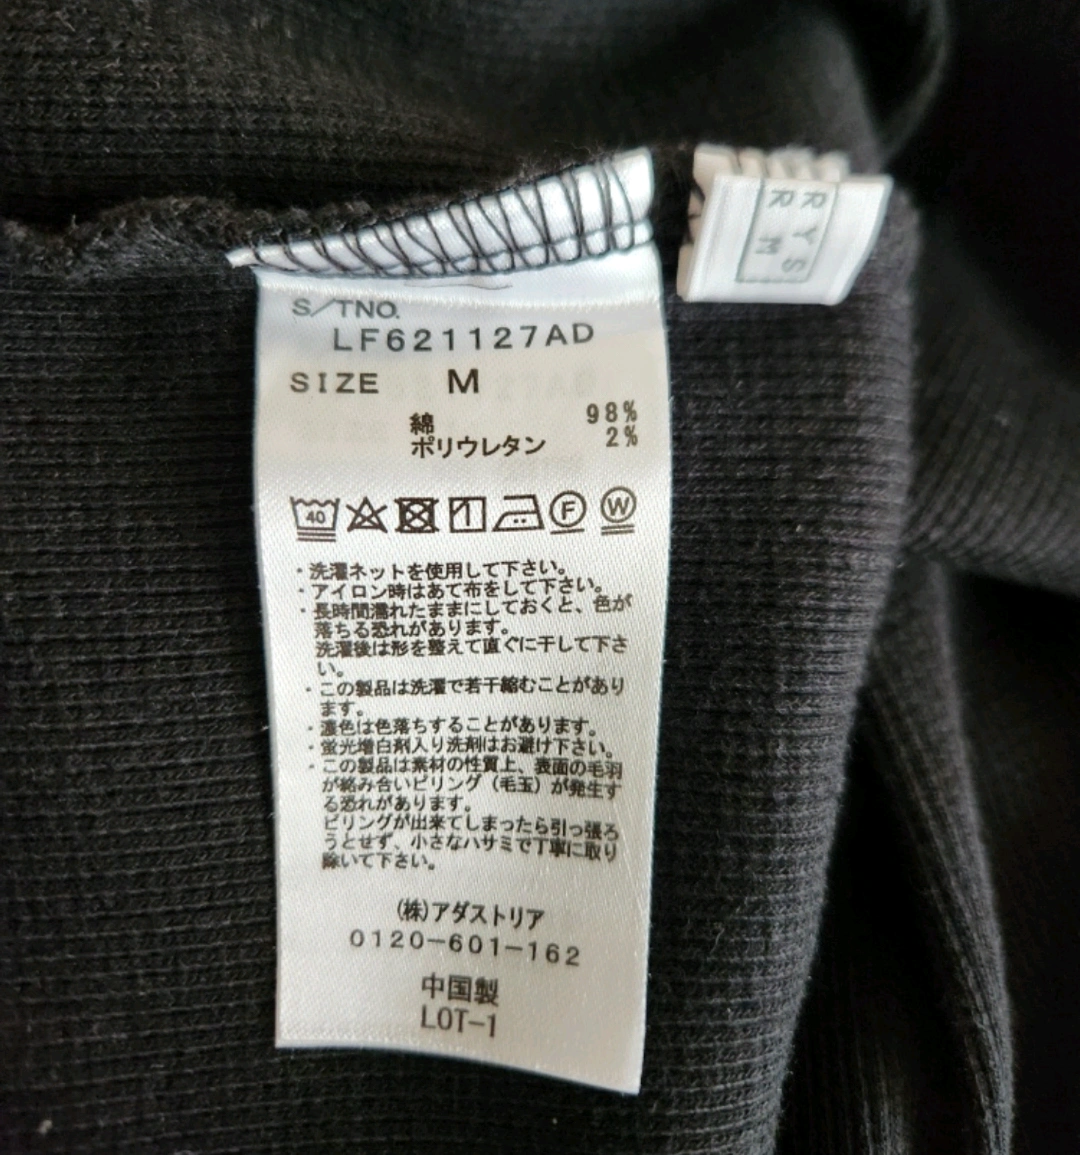 S/TNO.
LF621127AD
SIZE M
綿 98%
ポリウレタン 2%
40 F W
・洗濯ネットを使用して下さい。
・アイロン時はあて布をして下さい。
・長時間濡れたままにしておくと、色が
落ちる恐れがあります。
洗濯後は形を整えて直ぐに干して下さ
い。
・この製品は洗濯で若干縮むことがあり
ます。
・濃色は色落ちすることがあります。
・蛍光増白剤入り洗剤はお避け下さい。
・この製品は素材の性質上、表面の毛羽
が絡み合いピリング（毛玉）が発生す
る恐れがあります。
ピリングが出来てしまったら引っ張ろ
うとせず、小さなハサミで丁寧に取り
除いて下さい。
(株)アダストリア
0120-601-162
中国製
LOT-1
RYS
RM